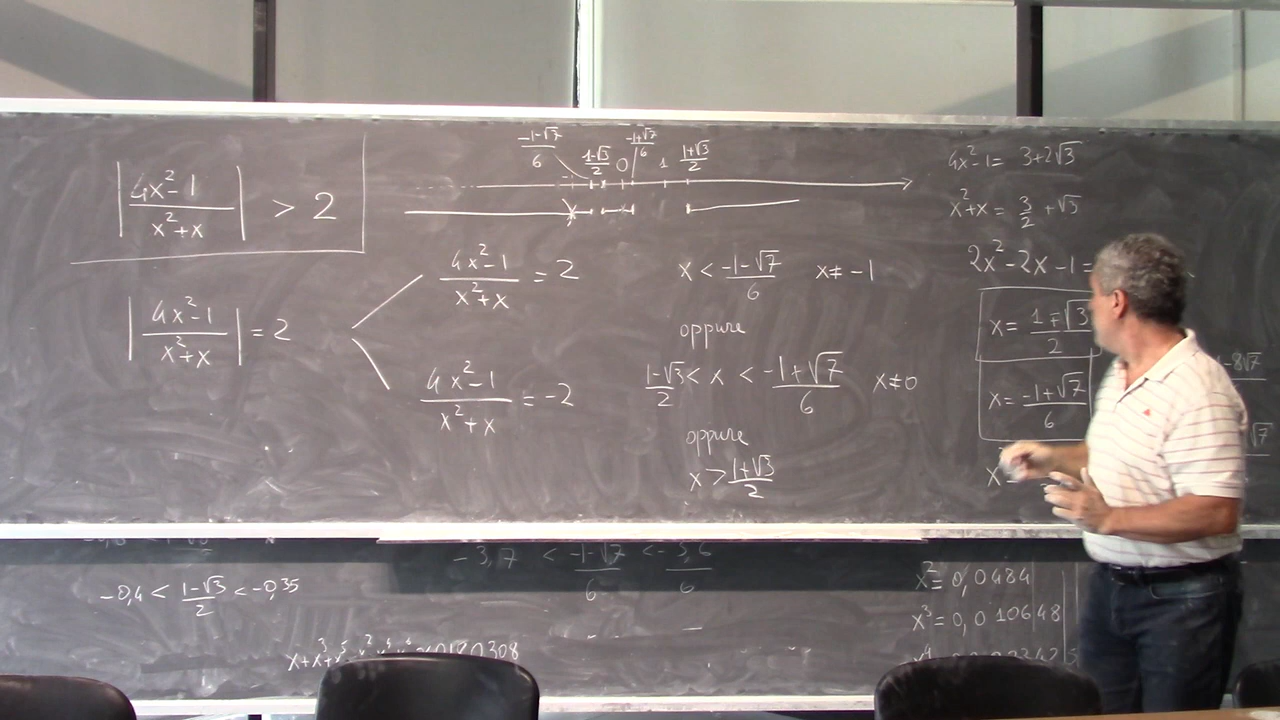 |4x²-1 / x²+x| > 2
|4x²-1 / x²+x| = 2
4x²-1 / x²+x = 2
4x²-1 / x²+x = -2
-1-√7 / 6   1-√3 / 2   0   -1+√7 / 6   1   1+√3 / 2
x < -1-√7 / 6   x ≠ -1
oppure
1-√3 / 2 < x < -1+√7 / 6   x ≠ 0
oppure
x > 1+√3 / 2
4x²-1 = 3+2√3
x²+x = 3/2 + √3
2x²-2x-1=
x = 1∓√3 / 2
x = -1+√7 / 6
x=
-8√7
√7
-0,4 < 1-√3 / 2 < -0,35
-3,7 / 6 < -1-√7 / 6 < -3,6 / 6
x² = 0,0484
x³ = 0,010648